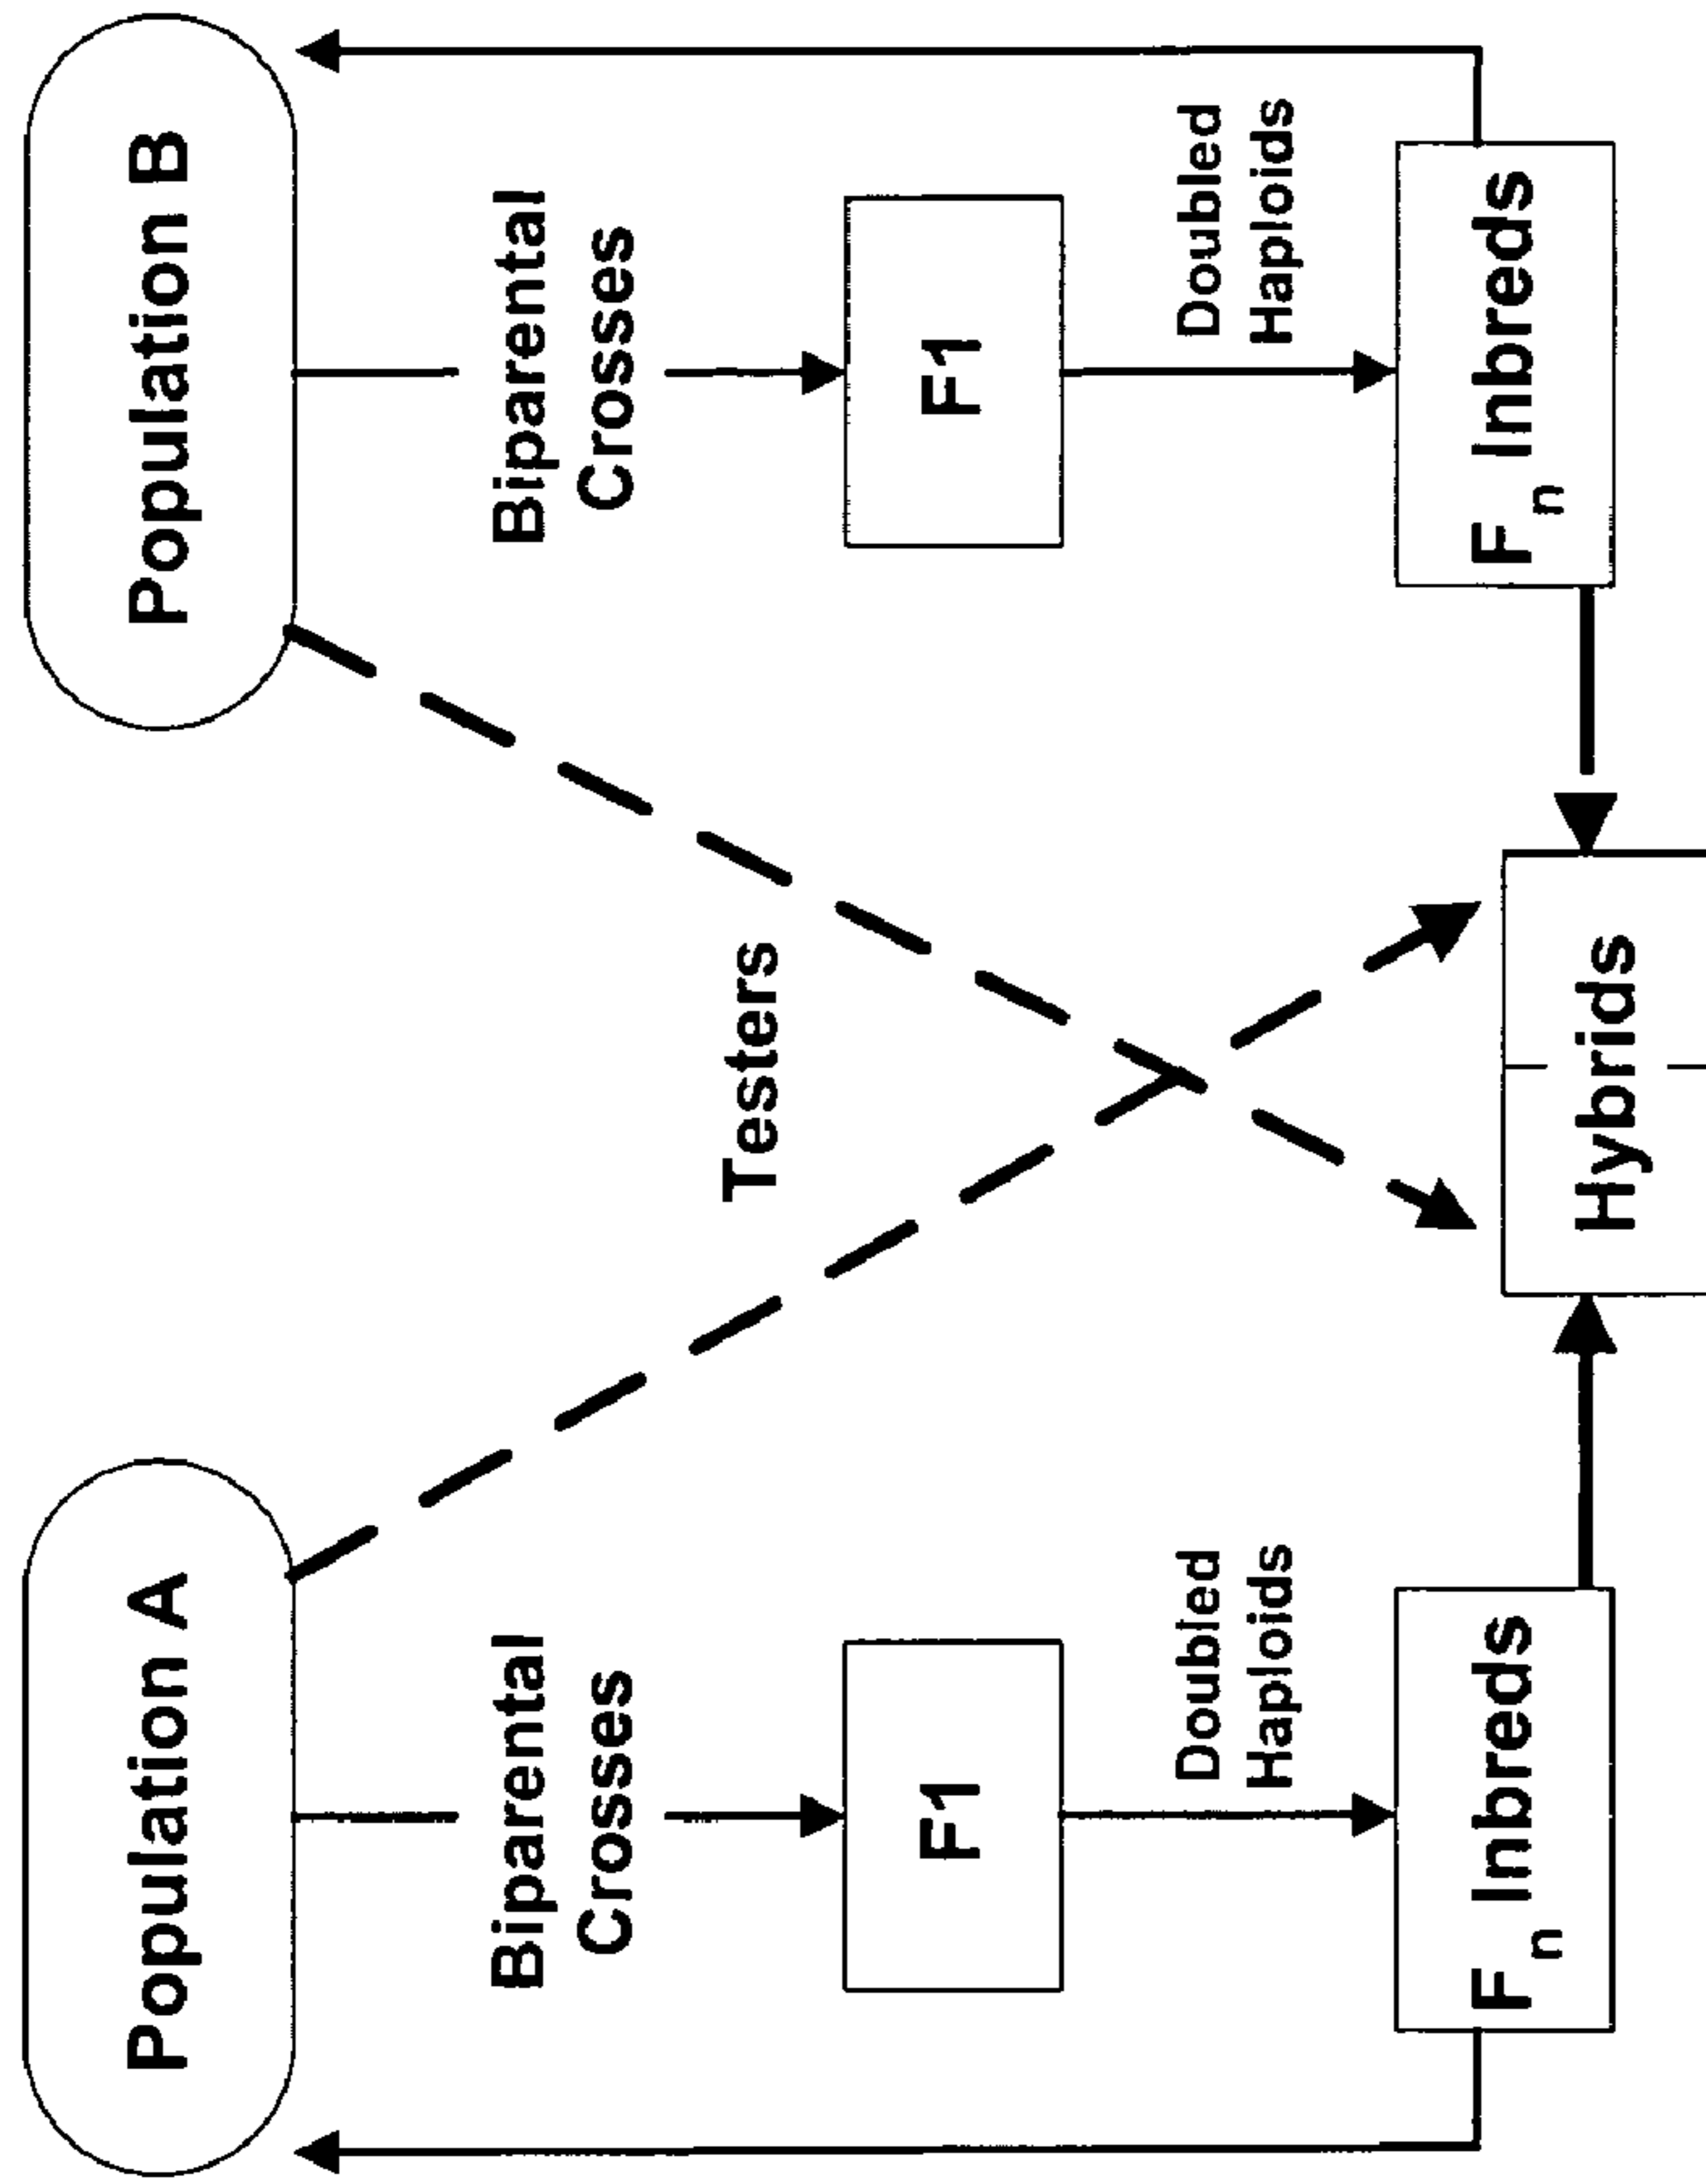 Population A
Population B
Biparental
Crosses
Biparental
Crosses
Testers
F1
F1
Doubled
Haploids
Doubled
Haploids
Fn Inbreds
Fn Inbreds
Hybrids